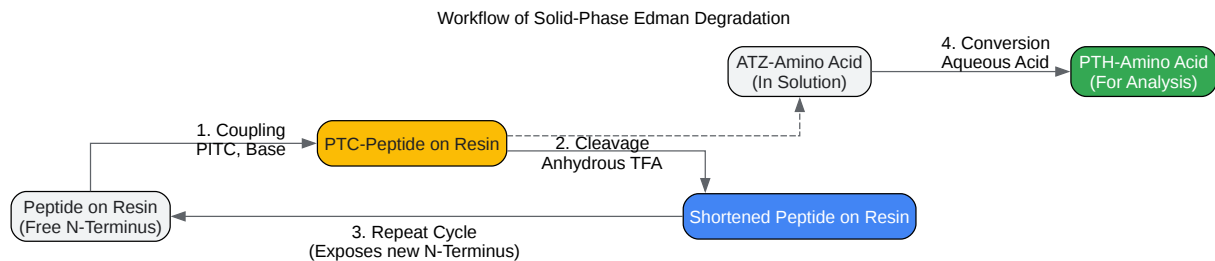 Workflow of Solid-Phase Edman Degradation
ATZ-Amino Acid
(In Solution)
4. Conversion
Aqueous Acid
PTH-Amino Acid
(For Analysis)
1. Coupling
PITC, Base
PTC-Peptide on Resin
2. Cleavage
Anhydrous TFA
Peptide on Resin
(Free N-Terminus)
Shortened Peptide on Resin
3. Repeat Cycle
(Exposes new N-Terminus)